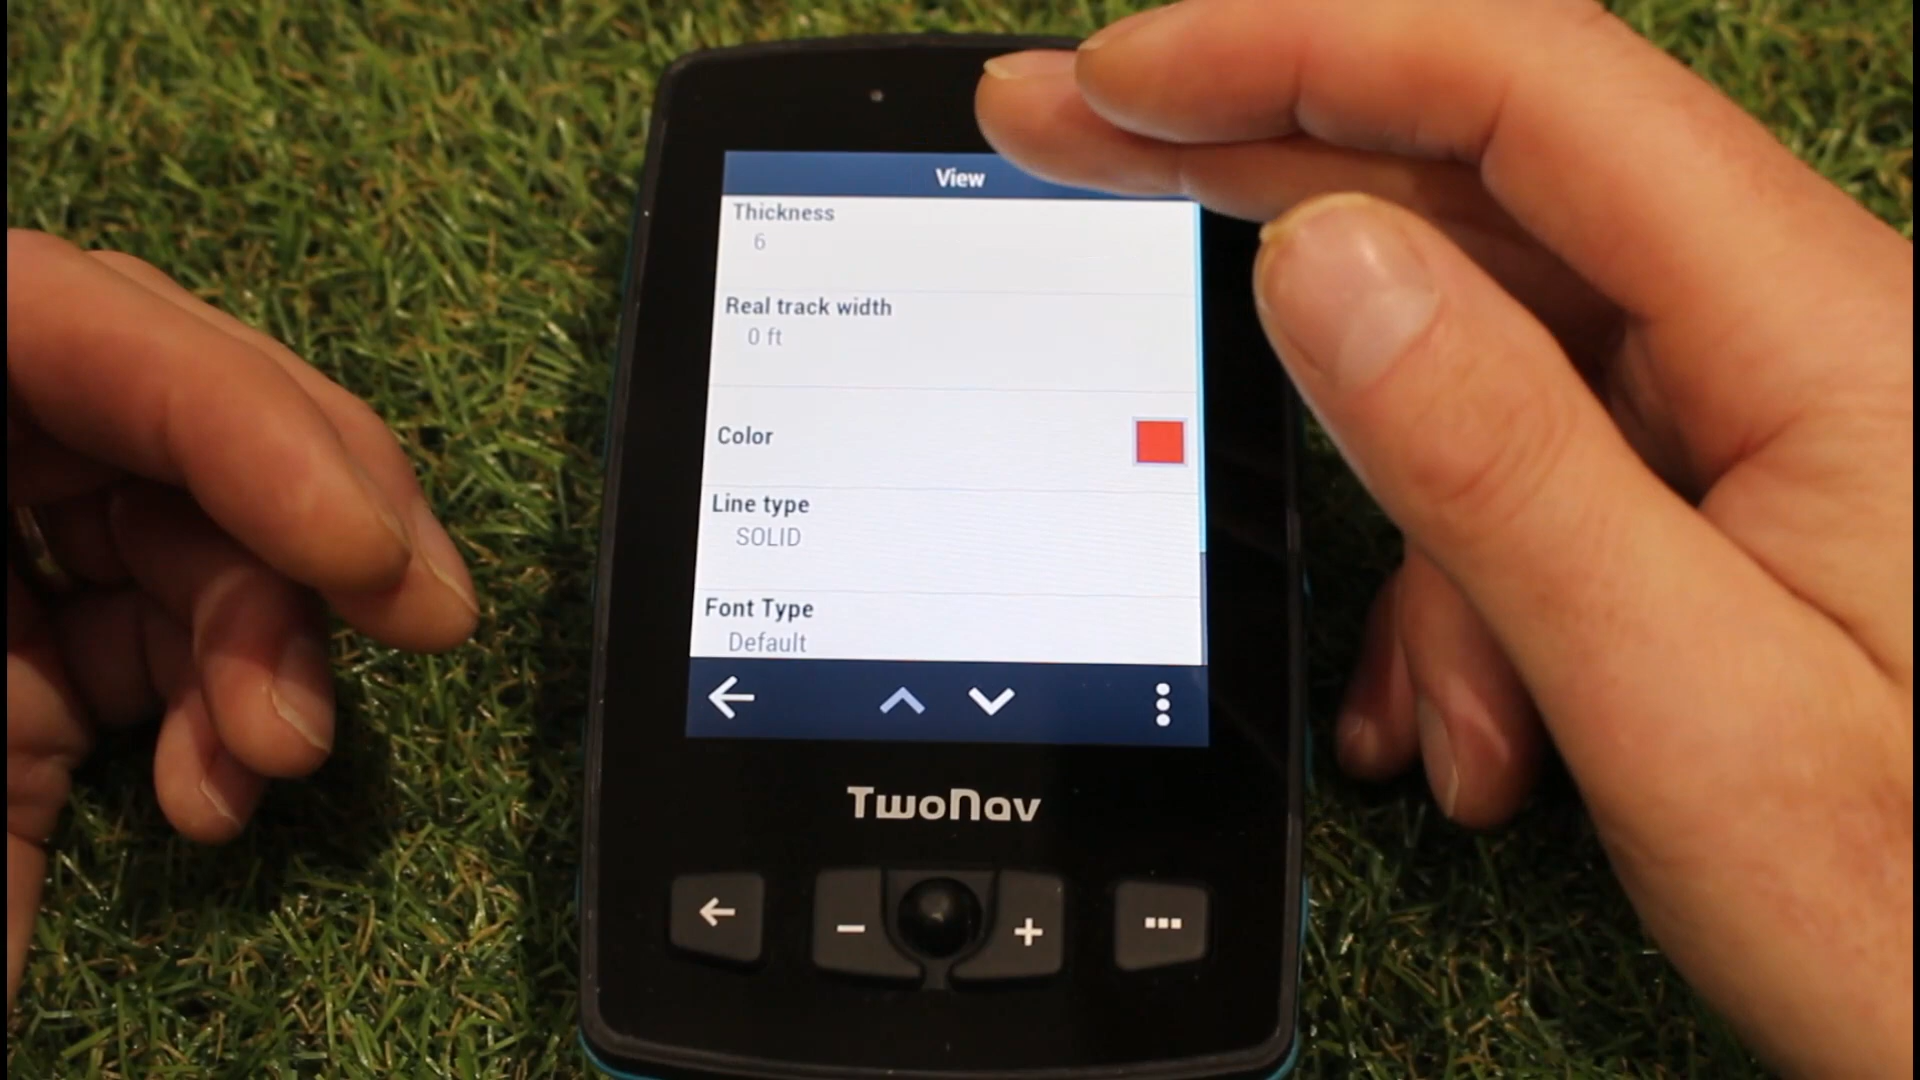 View
Thickness
6
Real track width
0 ft
Color
Line type
SOLID
Font Type
Default
TwoNav